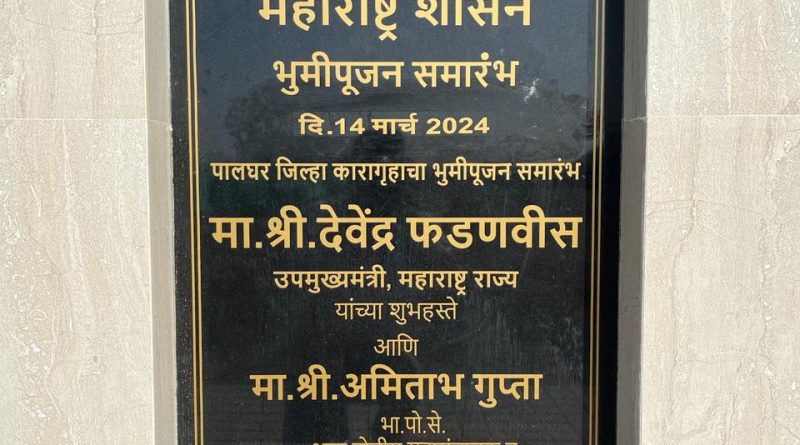 महाराष्ट्र शासन
भुमीपूजन समारंभ
दि.14 मार्च 2024
पालघर जिल्हा कारागृहाचा भुमीपूजन समारंभ
मा.श्री.देवेंद्र फडणवीस
उपमुख्यमंत्री, महाराष्ट्र राज्य
यांच्या शुभहस्ते
आणि
मा.श्री.अमिताभ गुप्ता
भा.पो.से.